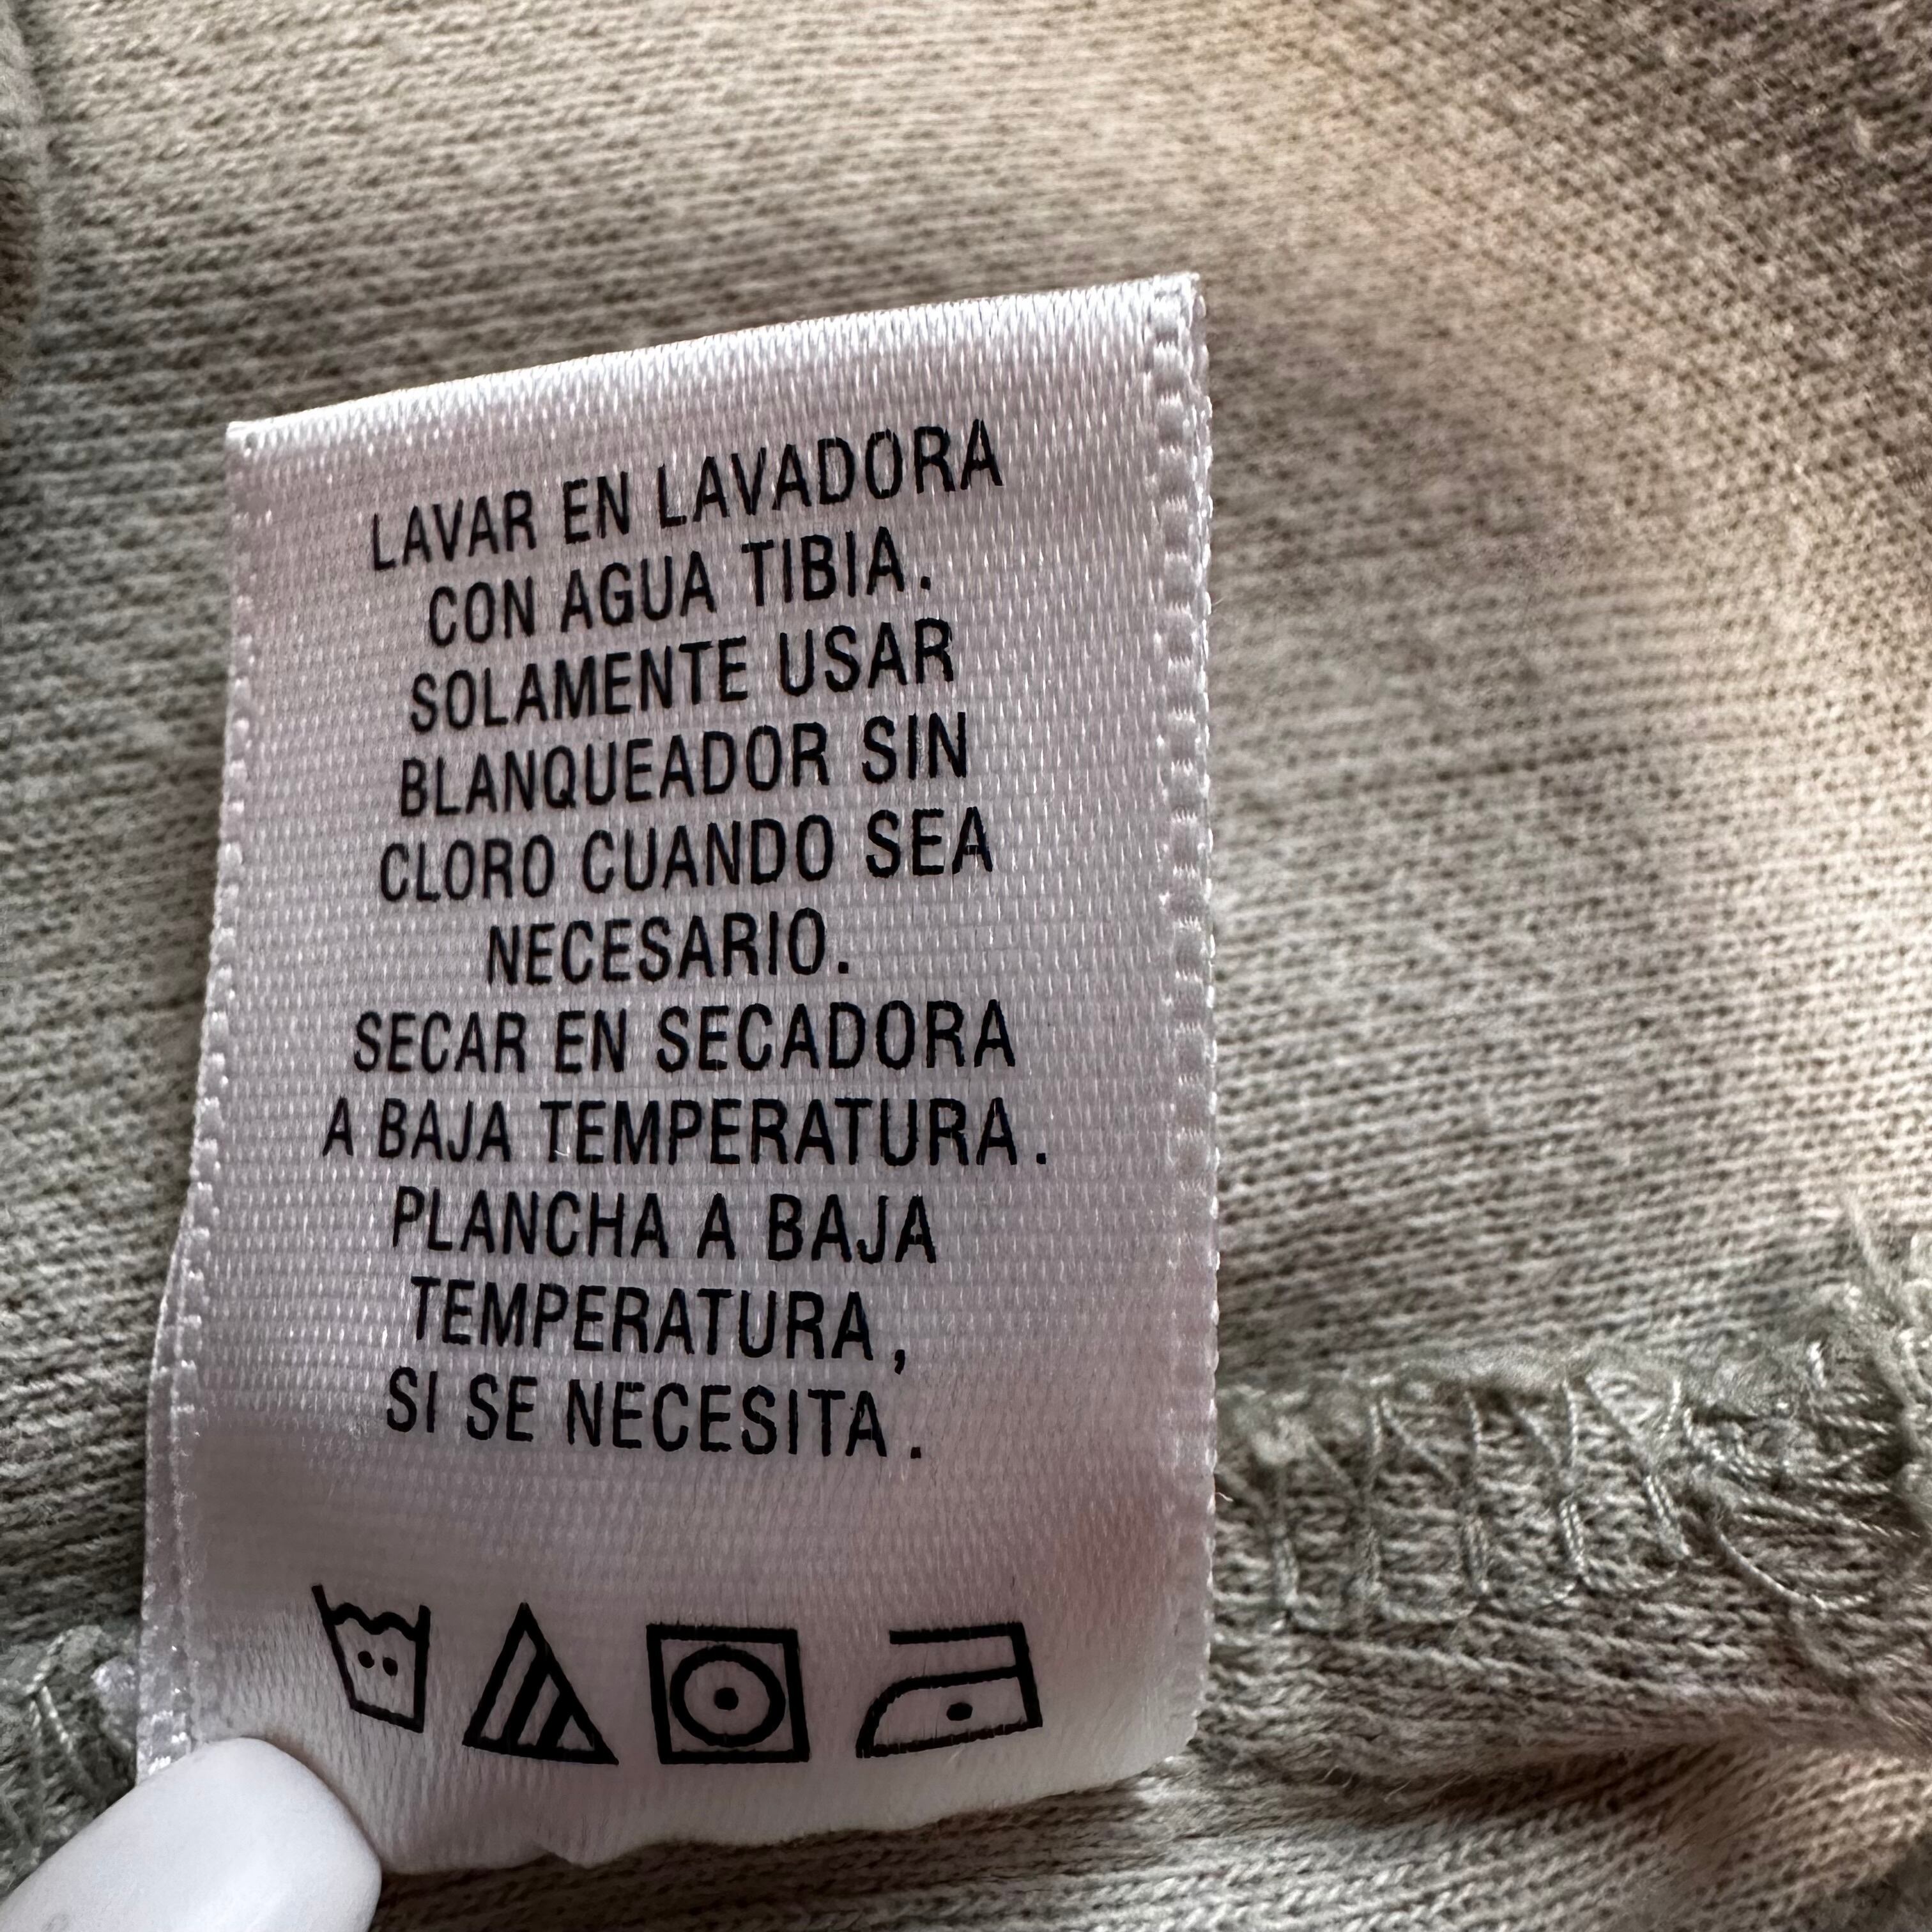 LAVAR EN LAVADORA
CON AGUA TIBIA.
SOLAMENTE USAR
BLANQUEADOR SIN
CLORO CUANDO SEA
NECESARIO.
SECAR EN SECADORA
A BAJA TEMPERATURA.
PLANCHA A BAJA
TEMPERATURA,
SI SE NECESITA.